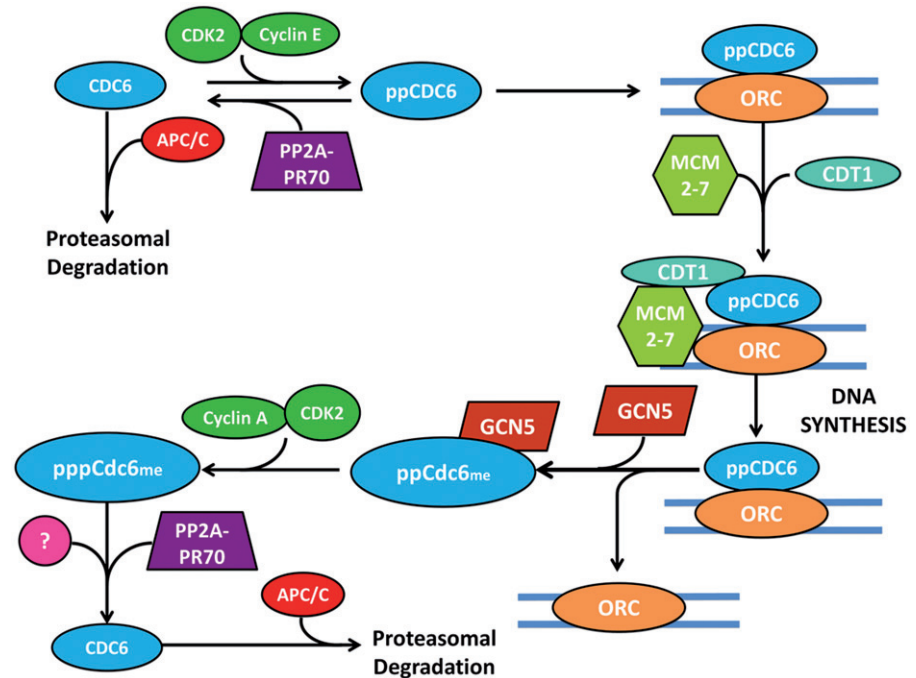 CDK2
Cyclin E
CDC6
ppCDC6
APC/C
PP2A-
PR70
Proteasomal
Degradation
ppCDC6
ORC
MCM
2-7
CDT1
CDT1
MCM
2-7
ppCDC6
ORC
DNA
SYNTHESIS
Cyclin A
CDK2
GCN5
GCN5
pppCdc6me
ppCdc6me
ppCDC6
ORC
?
PP2A-
PR70
ORC
APC/C
CDC6
Proteasomal
Degradation